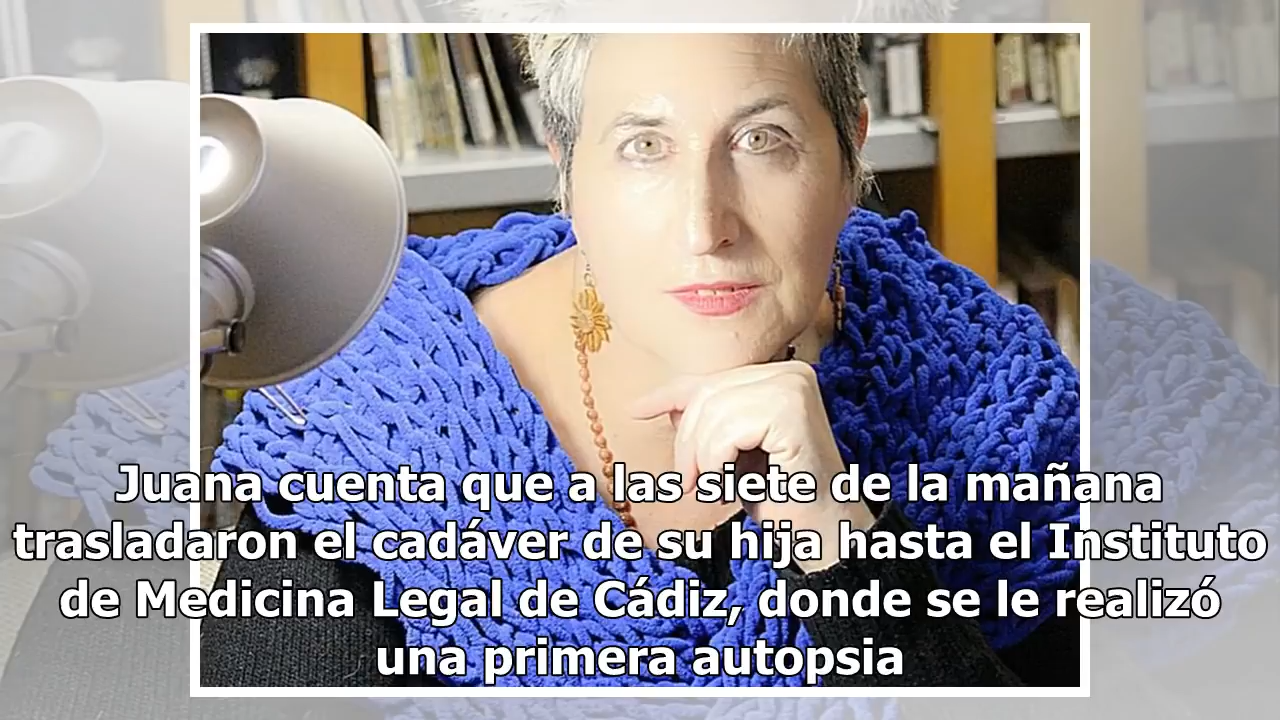 Juana cuenta que a las siete de la mañana
trasladaron el cadáver de su hija hasta el Instituto
de Medicina Legal de Cádiz, donde se le realizó
una primera autopsia